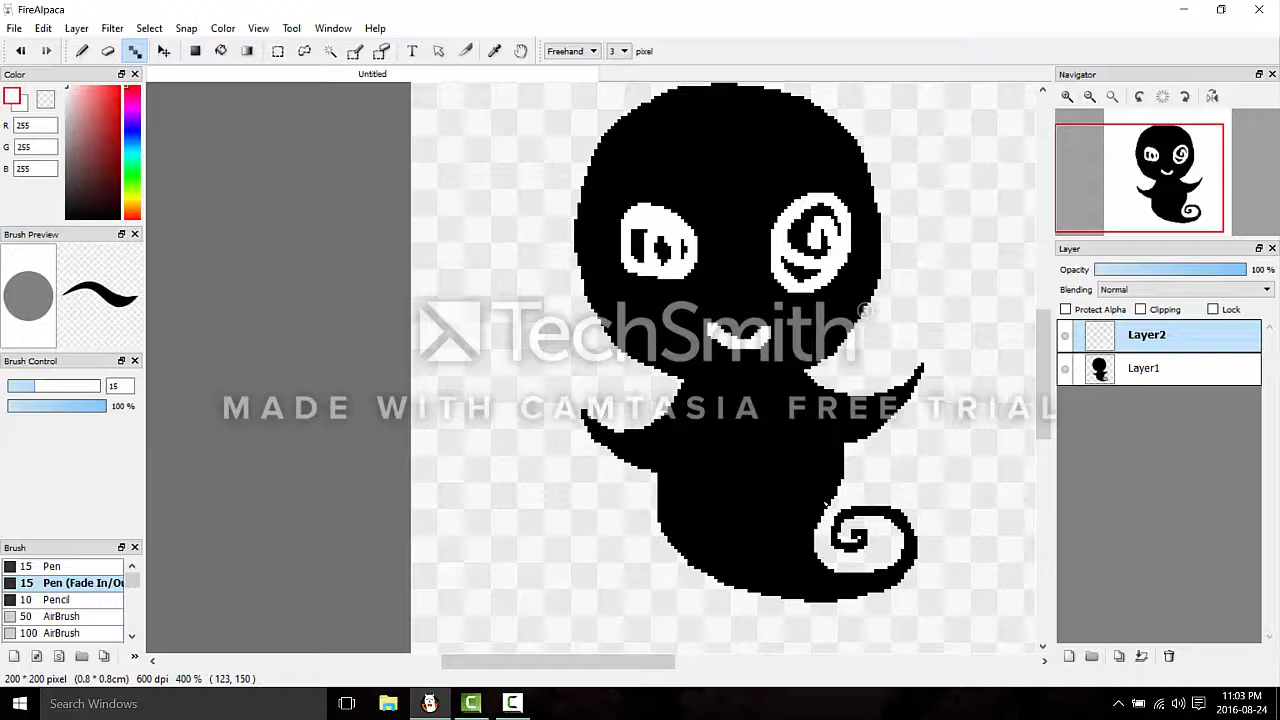 FireAlpaca
File Edit Layer Filter Select Snap Color View Tool Window Help
Freehand 3 pixel
Color
Untitled
Navigator
R 255
G 255
B 255
Brush Preview
Layer
Opacity 100 %
Blending Normal
Protect Alpha Clipping Lock
Layer2
Layer1
TechSmith®
MADE WITH CAMTASIA FREE TRIAL
Brush Control
15
100 %
Brush
15 Pen
15 Pen (Fade In/Ou
10 Pencil
50 AirBrush
100 AirBrush
200 * 200 pixel (0.8 * 0.8cm) 600 dpi 400 % ( 123, 150 )
Search Windows
11:03 PM
2016-08-24